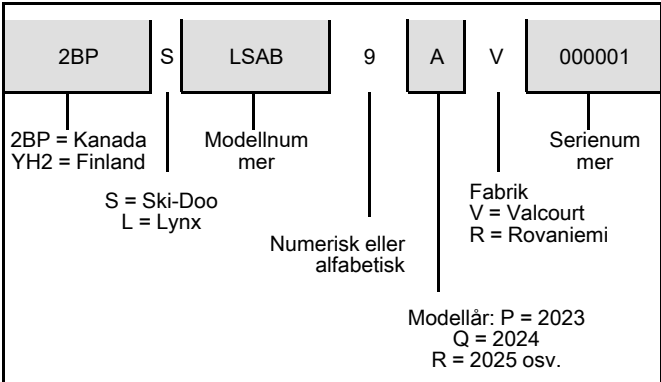 2BP S LSAB 9 A V 000001
2BP = Kanada
YH2 = Finland
Modellnum
mer
Serienum
mer
S = Ski-Doo
L = Lynx
Fabrik
V = Valcourt
R = Rovaniemi
Numerisk eller
alfabetisk
Modellår: P = 2023
Q = 2024
R = 2025 osv.